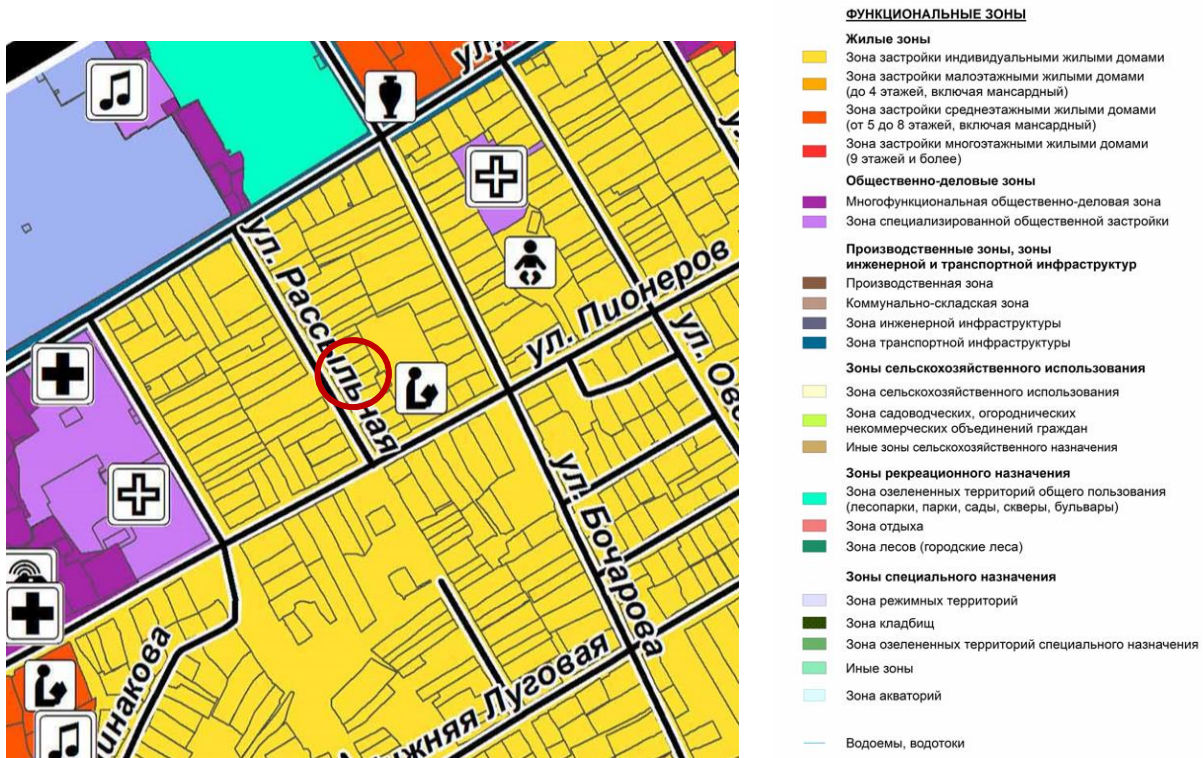 ул.
ул. Рассыльная
ул. Пионеров
ул. Ове
ул. Бочарова
жняя Луговая
инакова
ФУНКЦИОНАЛЬНЫЕ ЗОНЫ
Жилые зоны
Зона застройки индивидуальными жилыми домами
Зона застройки малоэтажными жилыми домами
(до 4 этажей, включая мансардный)
Зона застройки среднеэтажными жилыми домами
(от 5 до 8 этажей, включая мансардный)
Зона застройки многоэтажными жилыми домами
(9 этажей и более)
Общественно-деловые зоны
Многофункциональная общественно-деловая зона
Зона специализированной общественной застройки
Производственные зоны, зоны
инженерной и транспортной инфраструктур
Производственная зона
Коммунально-складская зона
Зона инженерной инфраструктуры
Зона транспортной инфраструктуры
Зоны сельскохозяйственного использования
Зона сельскохозяйственного использования
Зона садоводческих, огороднических
некоммерческих объединений граждан
Иные зоны сельскохозяйственного назначения
Зоны рекреационного назначения
Зона озелененных территорий общего пользования
(лесопарки, парки, сады, скверы, бульвары)
Зона отдыха
Зона лесов (городские леса)
Зоны специального назначения
Зона режимных территорий
Зона кладбищ
Зона озелененных территорий специального назначения
Иные зоны
Зона акваторий
Водоемы, водотоки